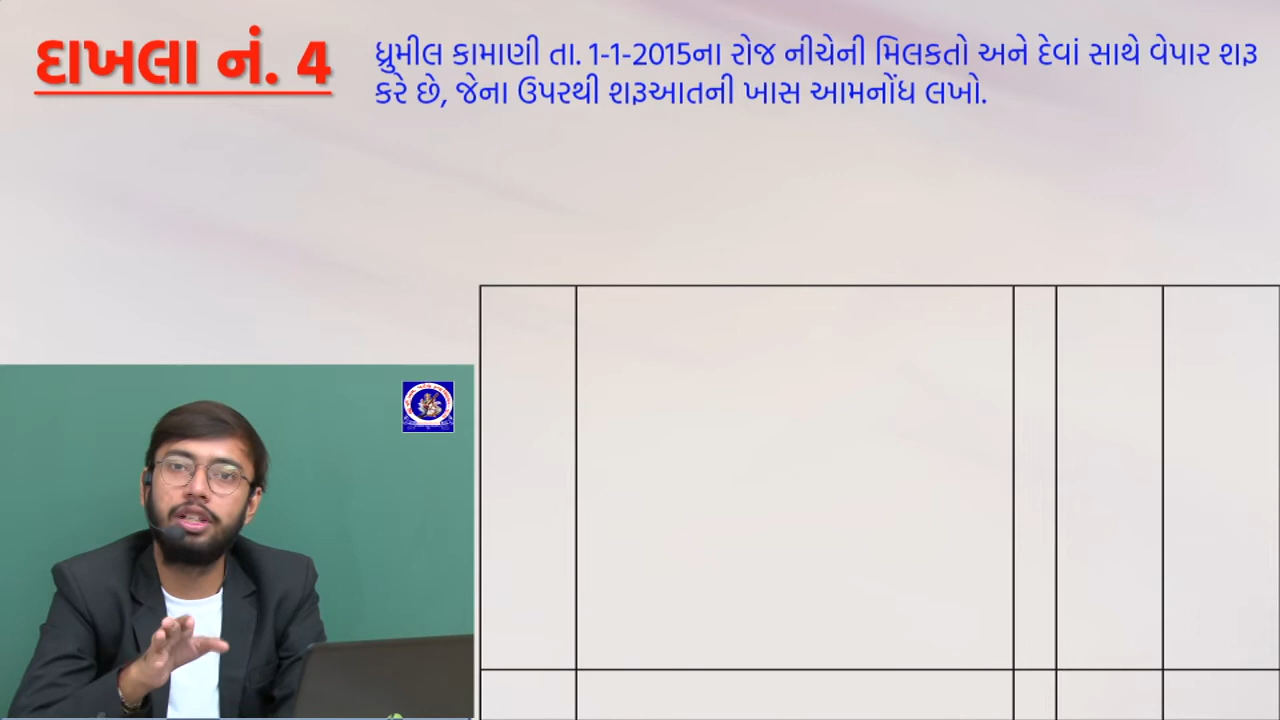 દાખલા નં. 4
ધ્રુમીલ કામાણી તા. 1-1-2015ના રોજ નીચેની મિલકતો અને દેવાં સાથે વેપાર શરૂ
કરે છે, જેના ઉપરથી શરૂઆતની ખાસ આમનોંધ લખો.